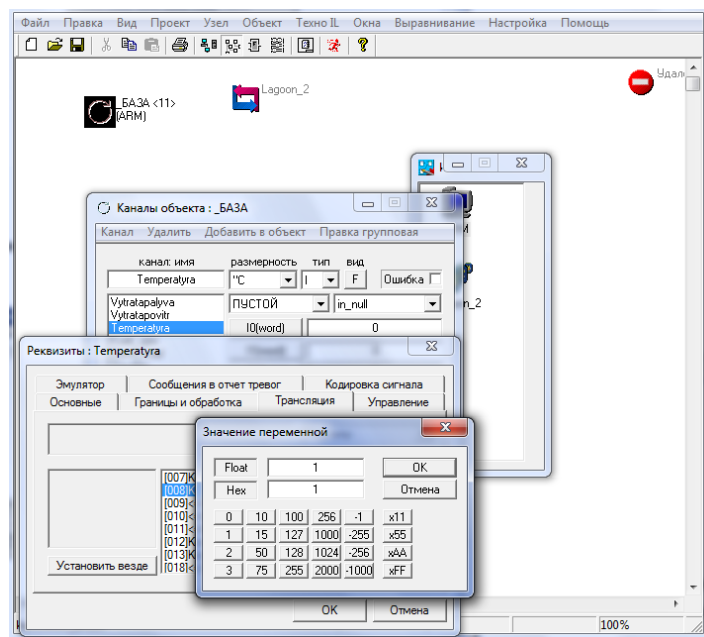 Файл Правка Вид Проект Узел Объект Техно IL Окна Выравнивание Настройка Помощь
_БАЗА <11>
(ARM)
Lagoon_2
Каналы объекта : _БАЗА
Канал Удалить Добавить в объект Правка групповая
канал: имя размерность тип вид
Temperatyra °C I F Ошибка
Vytratapalyva
Vytratapovitr
Temperatyra
ПУСТОЙ in_null
I0(word) 0
n_2
Реквизиты : Temperatyra
Эмулятор Сообщения в отчет тревог Кодировка сигнала
Основные Границы и обработка Трансляция Управление
[007]K
[008]K
[009]<
[010]<
[011]<
[012]K
[013]K
[018]<
Установить везде
Значение переменной
Float 1 OK
Hex 1 Отмена
0 10 100 256 -1 x11
1 15 127 1000 -255 x55
2 50 128 1024 -256 xAA
3 75 255 2000 -1000 xFF
OK Отмена
100%